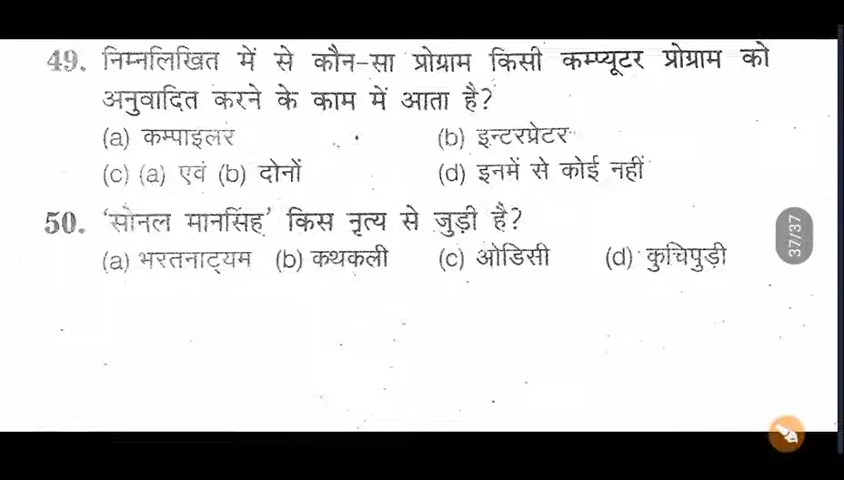 49. निम्नलिखित में से कौन-सा प्रोग्राम किसी कम्प्यूटर प्रोग्राम को
अनुवादित करने के काम में आता है?
(a) कम्पाइलर (b) इन्टरप्रेटर
(c) (a) एवं (b) दोनों (d) इनमें से कोई नहीं
50. 'सोनल मानसिंह' किस नृत्य से जुड़ी है?
(a) भरतनाट्यम (b) कथकली (c) ओडिसी (d) कुचिपुड़ी
37/37